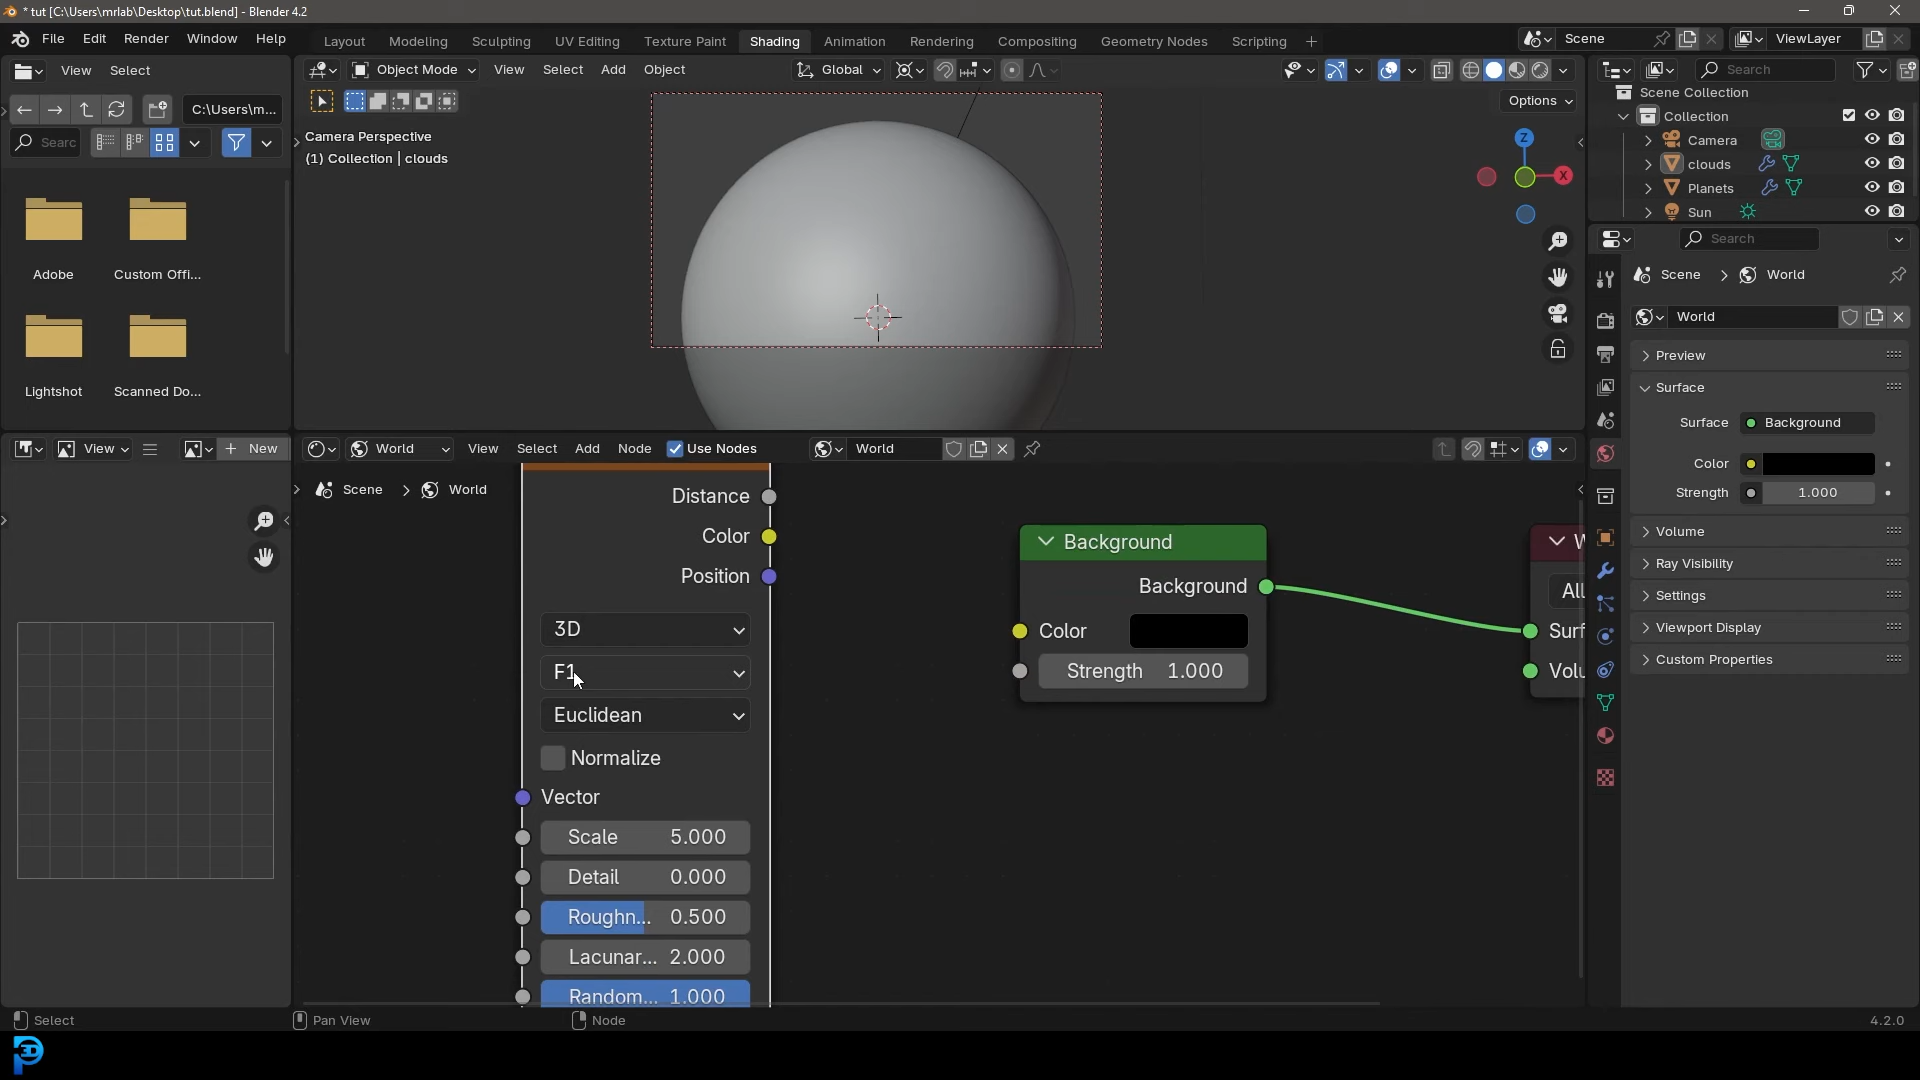 * tut [C:\Users\mrlab\Desktop\tut.blend] - Blender 4.2
File Edit Render Window Help
Layout Modeling Sculpting UV Editing Texture Paint Shading Animation Rendering Compositing Geometry Nodes Scripting +
Scene
ViewLayer
View Select
Object Mode View Select Add Object
Global
Search
C:\Users\m...
Options
Searc
Camera Perspective
(1) Collection | clouds
Z
X
Scene Collection
Collection
Camera
clouds
Planets
Sun
Adobe
Custom Offi...
Lightshot
Scanned Do...
Search
Scene > World
World
Preview
Surface
Surface Background
Color
Strength 1.000
Volume
Ray Visibility
Settings
Viewport Display
Custom Properties
View
+ New
World View Select Add Node Use Nodes
World
Scene > World
Distance
Color
Position
3D
F1
Euclidean
Normalize
Vector
Scale 5.000
Detail 0.000
Roughn... 0.500
Lacunar... 2.000
Random... 1.000
Background
Background
Color
Strength 1.000
W
All
Surf
Volu
Select
Pan View
Node
4.2.0